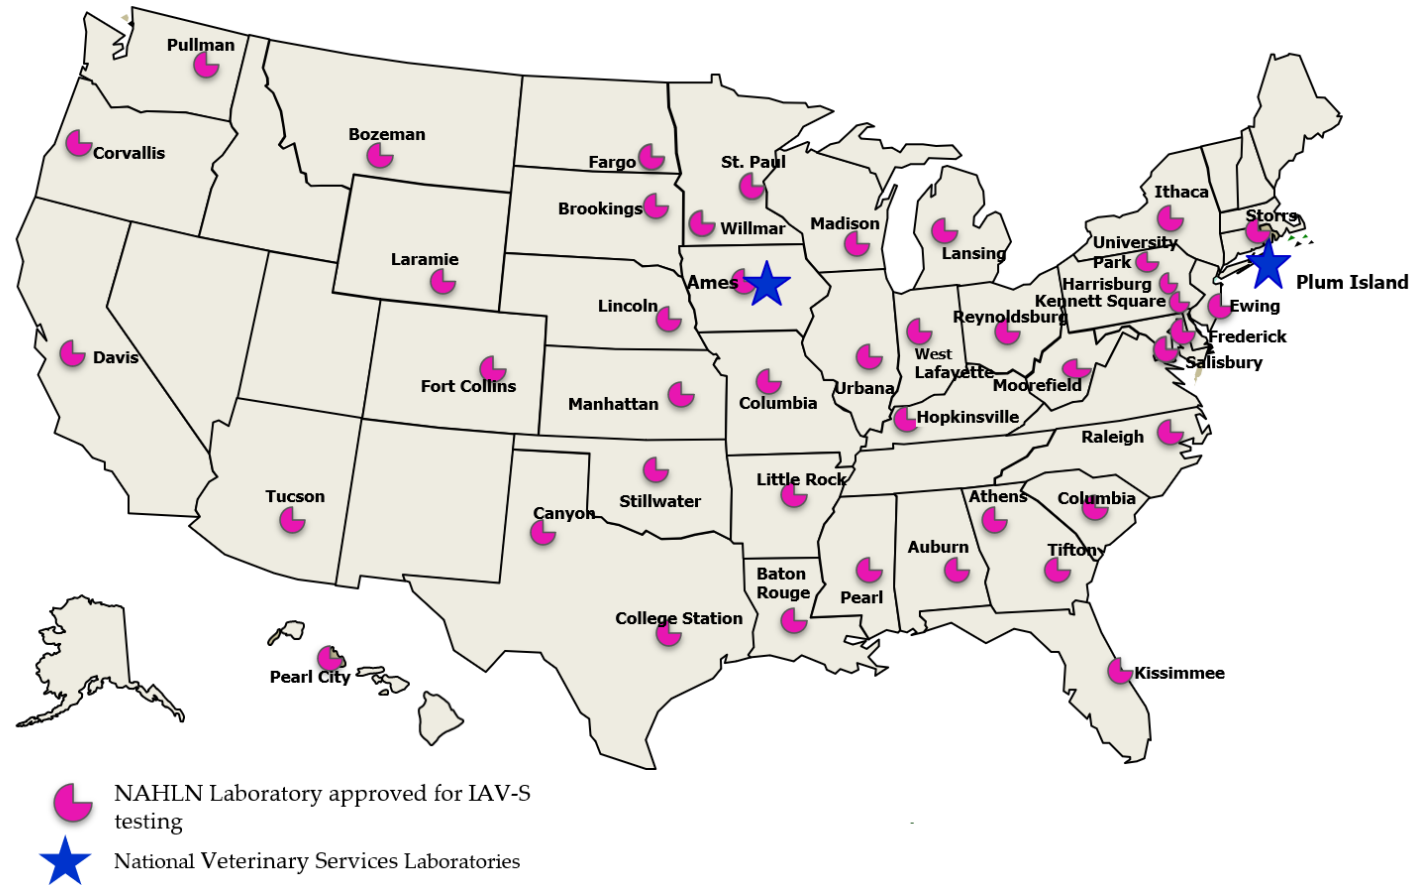 Pullman
Corvallis
Bozeman
Fargo
St. Paul
Brookings
Willmar
Madison
Lansing
Ithaca
Storrs
University
Park
Harrisburg
Kennett Square
Plum Island
Ewing
Frederick
Salisbury
Laramie
Ames
Lincoln
Reynoldsburg
West
Lafayette
Moorefield
Davis
Fort Collins
Manhattan
Columbia
Urbana
Hopkinsville
Raleigh
Tucson
Stillwater
Little Rock
Athens
Columbia
Canyon
Auburn
Tifton
Baton
Rouge
Pearl
College Station
Pearl City
Kissimmee
NAHLN Laboratory approved for IAV-S
testing
National Veterinary Services Laboratories